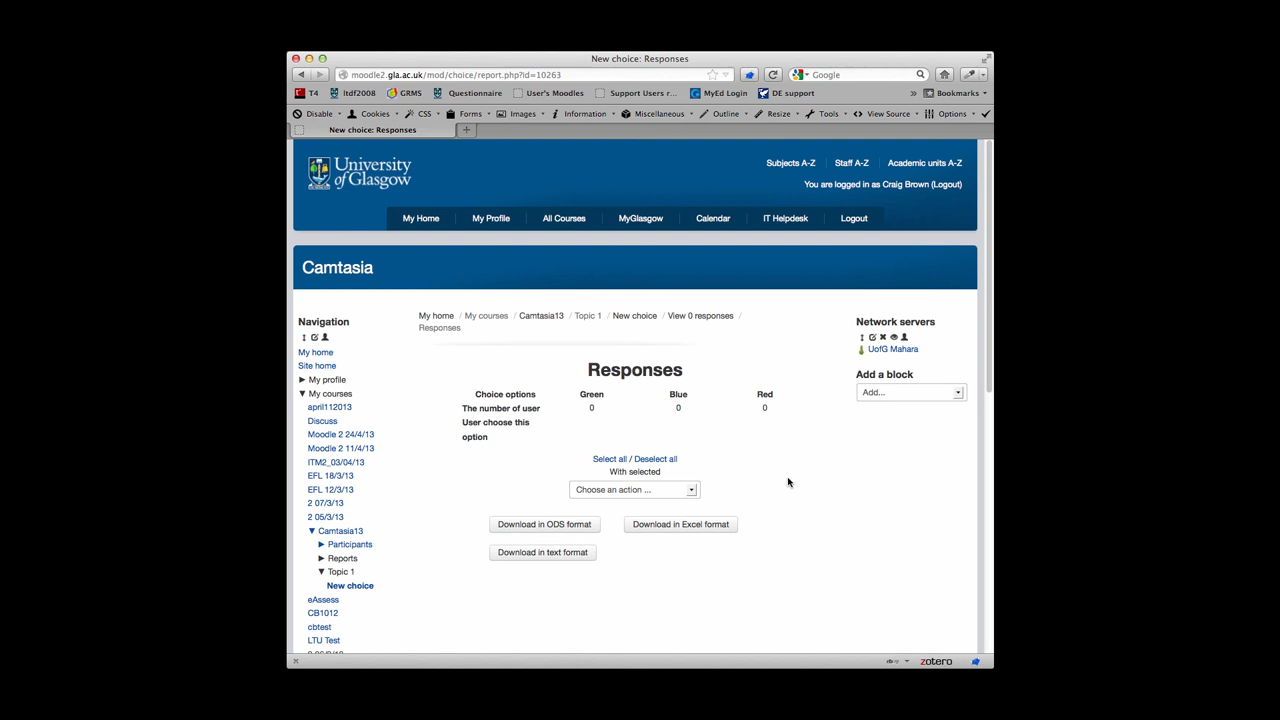 New choice: Responses
moodle2.gla.ac.uk/mod/choice/report.php?id=10263
Google
T4 ltdf2008 GRMS Questionnaire User's Moodles Support Users r... MyEd Login DE support » Bookmarks
Disable Cookies CSS Forms Images Information Miscellaneous Outline Resize Tools View Source Options
New choice: Responses
University
of Glasgow
Subjects A-Z Staff A-Z Academic units A-Z
You are logged in as Craig Brown (Logout)
My Home My Profile All Courses MyGlasgow Calendar IT Helpdesk Logout
Camtasia
My home / My courses / Camtasia13 / Topic 1 / New choice / View 0 responses /
Responses
Navigation
My home
Site home
My profile
My courses
april112013
Discuss
Moodle 2 24/4/13
Moodle 2 11/4/13
ITM2_03/04/13
EFL 18/3/13
EFL 12/3/13
2 07/3/13
2 05/3/13
Camtasia13
Participants
Reports
Topic 1
New choice
eAssess
CB1012
cbtest
LTU Test
Responses
Choice options Green Blue Red
The number of user 0 0 0
User choose this
option
Select all / Deselect all
With selected
Choose an action ...
Download in ODS format Download in Excel format
Download in text format
Network servers
UofG Mahara
Add a block
Add...
zotero